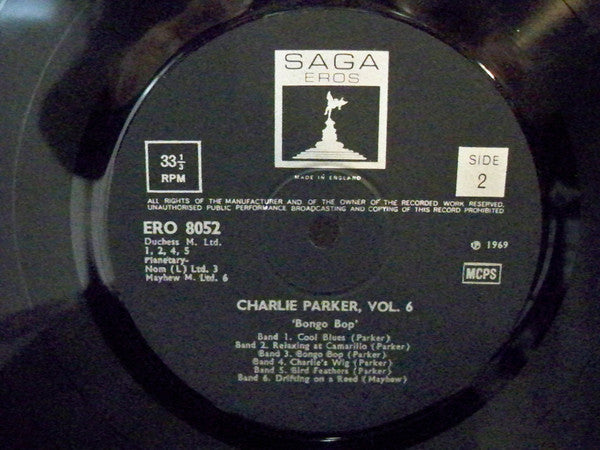 SAGA
EROS
33⅓
RPM
SIDE
2
MADE IN ENGLAND
ALL RIGHTS OF THE MANUFACTURER AND OF THE OWNER OF THE RECORDED WORK RESERVED.
UNAUTHORISED PUBLIC PERFORMANCE BROADCASTING AND COPYING OF THIS RECORD PROHIBITED
ERO 8052
Duchess M. Ltd.
1, 2, 4, 5
Planetary-
Nom (L) Ltd. 3
Mayhew M. Ltd. 6
℗ 1969
MCPS
CHARLIE PARKER, VOL. 6
'Bongo Bop'
Band 1. Cool Blues (Parker)
Band 2. Relaxing at Camarillo (Parker)
Band 3. Bongo Bop (Parker)
Band 4. Charlie's Wig (Parker)
Band 5. Bird Feathers (Parker)
Band 6. Drifting on a Reed (Mayhaw)